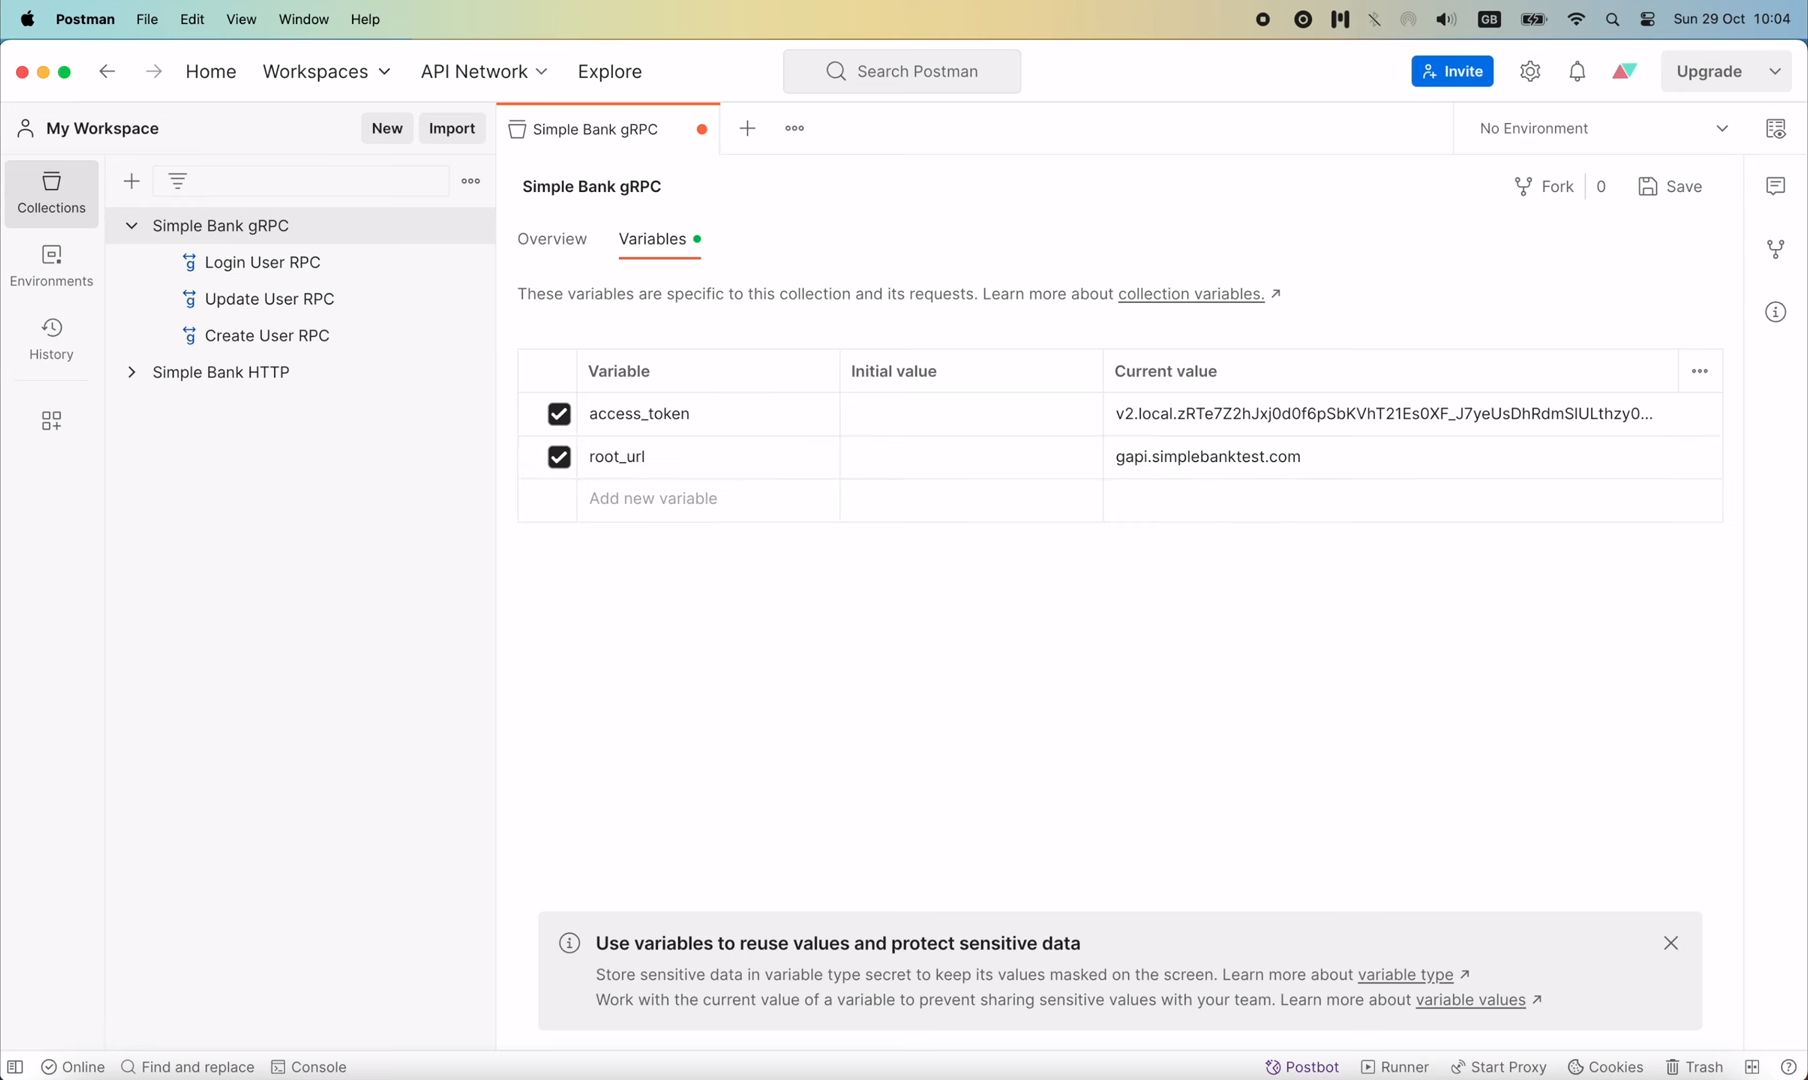 Postman File Edit View Window Help
GB
Sun 29 Oct 10:04
Home Workspaces API Network Explore
Search Postman
Invite
Upgrade
My Workspace
New
Import
Simple Bank gRPC
No Environment
Collections
Environments
History
Simple Bank gRPC
Login User RPC
Update User RPC
Create User RPC
Simple Bank HTTP
Simple Bank gRPC
Fork 0
Save
Overview
Variables
These variables are specific to this collection and its requests. Learn more about collection variables. ↗
Variable Initial value Current value
access_token v2.local.zRTe7Z2hJxj0d0f6pSbKVhT21Es0XF_J7yeUsDhRdmSlULthzy0...
root_url gapi.simplebanktest.com
Add new variable
Use variables to reuse values and protect sensitive data
Store sensitive data in variable type secret to keep its values masked on the screen. Learn more about variable type ↗
Work with the current value of a variable to prevent sharing sensitive values with your team. Learn more about variable values ↗
Online
Find and replace
Console
Postbot
Runner
Start Proxy
Cookies
Trash